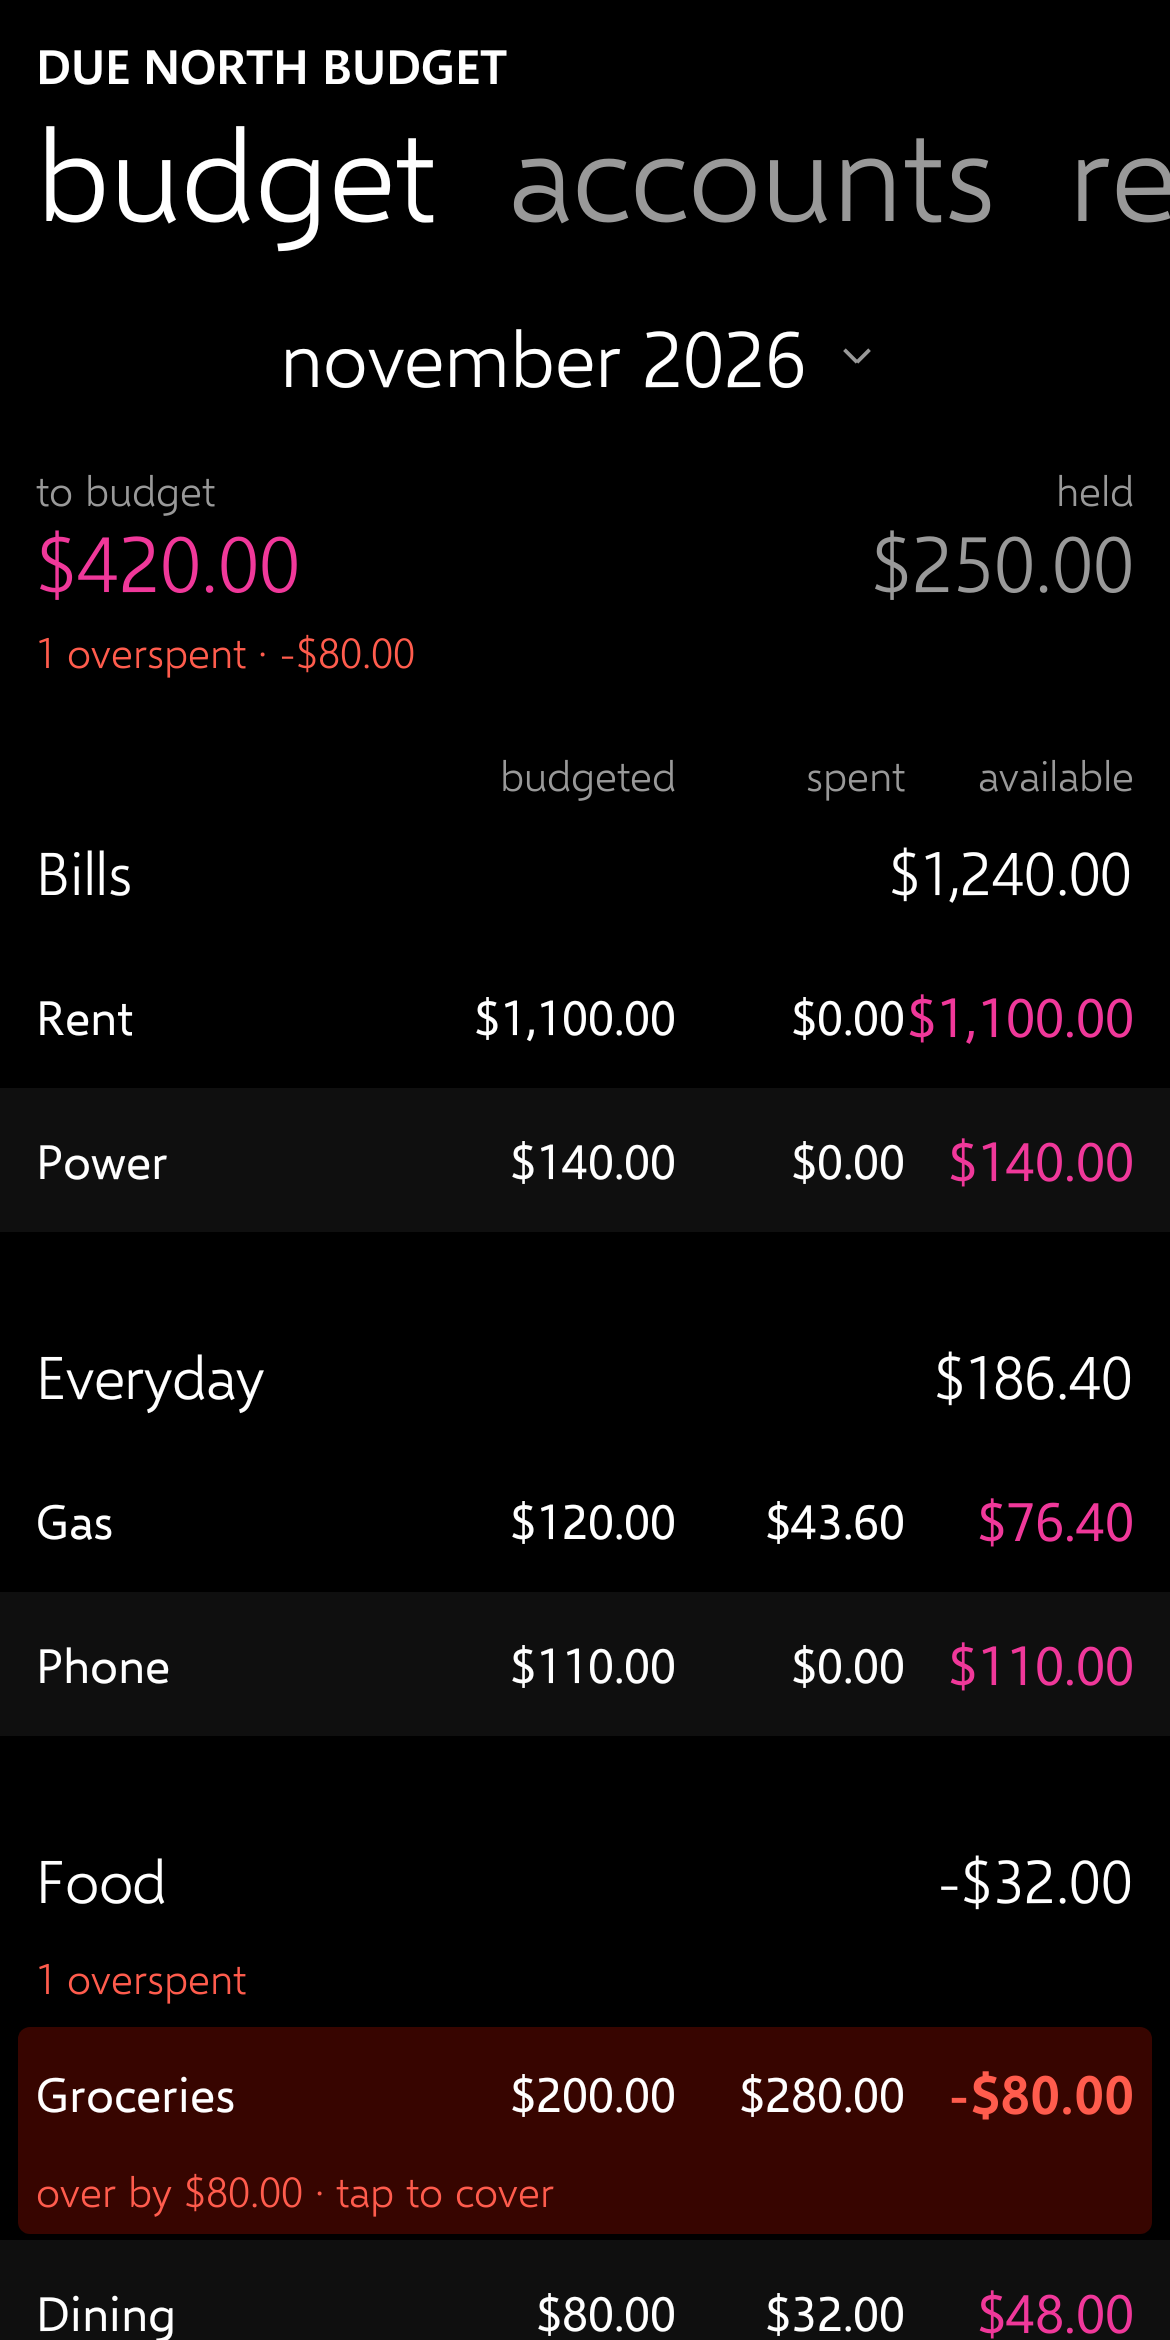 DUE NORTH BUDGET
budget accounts re
november 2026
to budget held
$420.00 $250.00
1 overspent · -$80.00
budgeted spent available
Bills $1,240.00
Rent $1,100.00 $0.00 $1,100.00
Power $140.00 $0.00 $140.00
Everyday $186.40
Gas $120.00 $43.60 $76.40
Phone $110.00 $0.00 $110.00
Food -$32.00
1 overspent
Groceries $200.00 $280.00 -$80.00
over by $80.00 · tap to cover
Dining $80.00 $32.00 $48.00